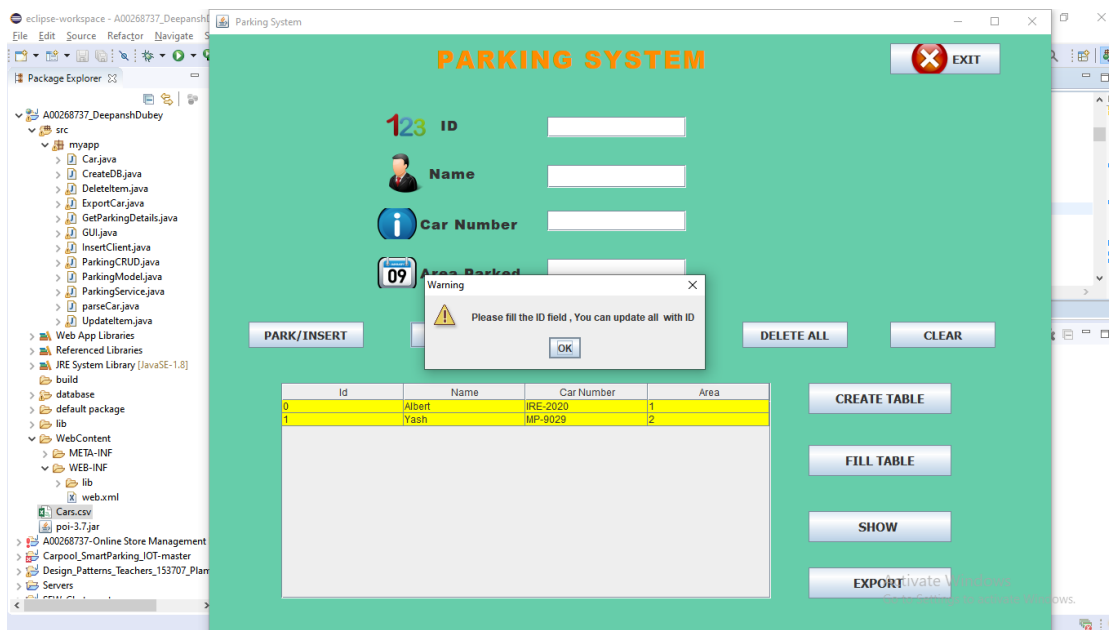 eclipse-workspace - A00268737_Deepansh
Parking System
File Edit Source Refactor Navigate
Package Explorer
A00268737_DeepanshDubey
src
myapp
Car.java
CreateDB.java
DeleteItem.java
ExportCar.java
GetParkingDetails.java
GUI.java
InsertClient.java
ParkingCRUD.java
ParkingModel.java
ParkingService.java
parseCar.java
UpdateItem.java
Web App Libraries
Referenced Libraries
JRE System Library [JavaSE-1.8]
build
database
default package
lib
WebContent
META-INF
WEB-INF
lib
web.xml
Cars.csv
poi-3.7.jar
A00268737-Online Store Management
Carpool_SmartParking_IOT-master
Design_Patterns_Teachers_153707_Plan
Servers
PARKING SYSTEM
EXIT
123 ID
Name
i Car Number
09 Area Parked
Warning
Please fill the ID field , You can update all with ID
OK
PARK/INSERT DELETE ALL CLEAR
Id Name Car Number Area
0 Albert IRE-2020 1
1 Yash MP-9029 2
CREATE TABLE
FILL TABLE
SHOW
EXPORT